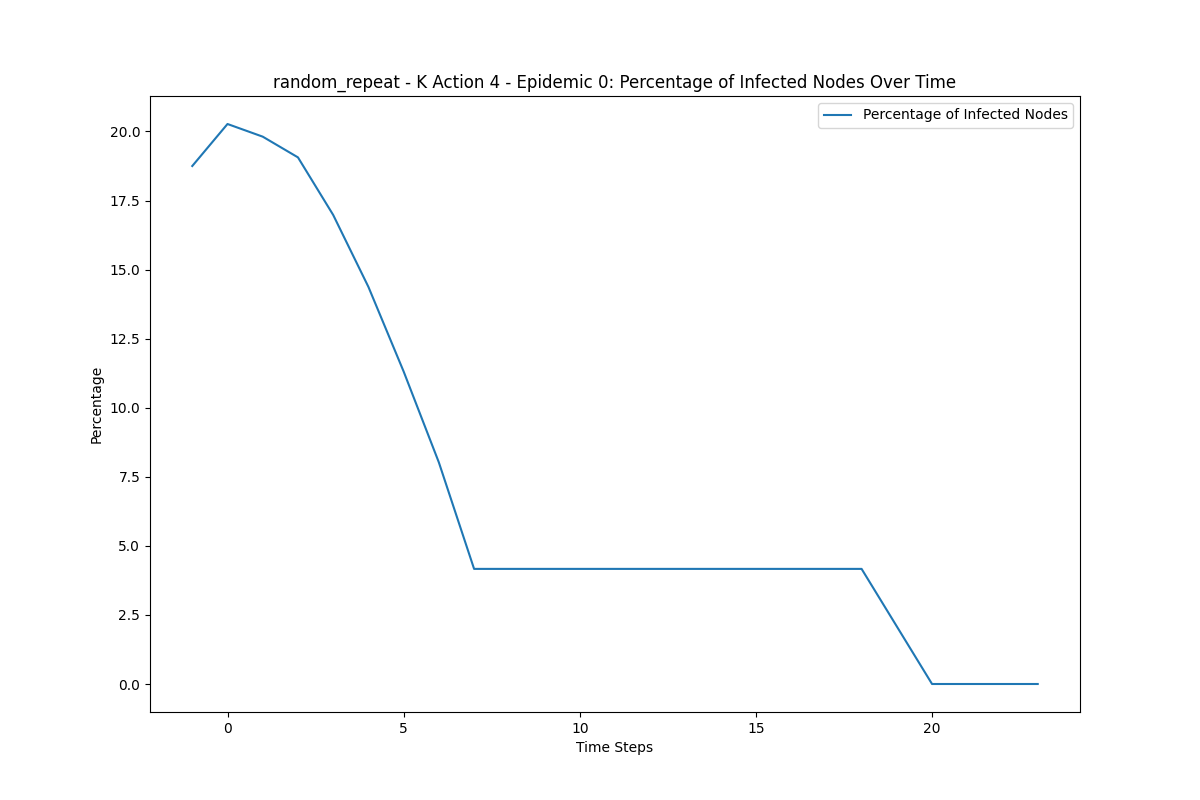 random_repeat - K Action 4 - Epidemic 0: Percentage of Infected Nodes Over Time
Percentage of Infected Nodes
20.0
17.5
15.0
12.5
10.0
7.5
5.0
2.5
0.0
Percentage
0 5 10 15 20
Time Steps